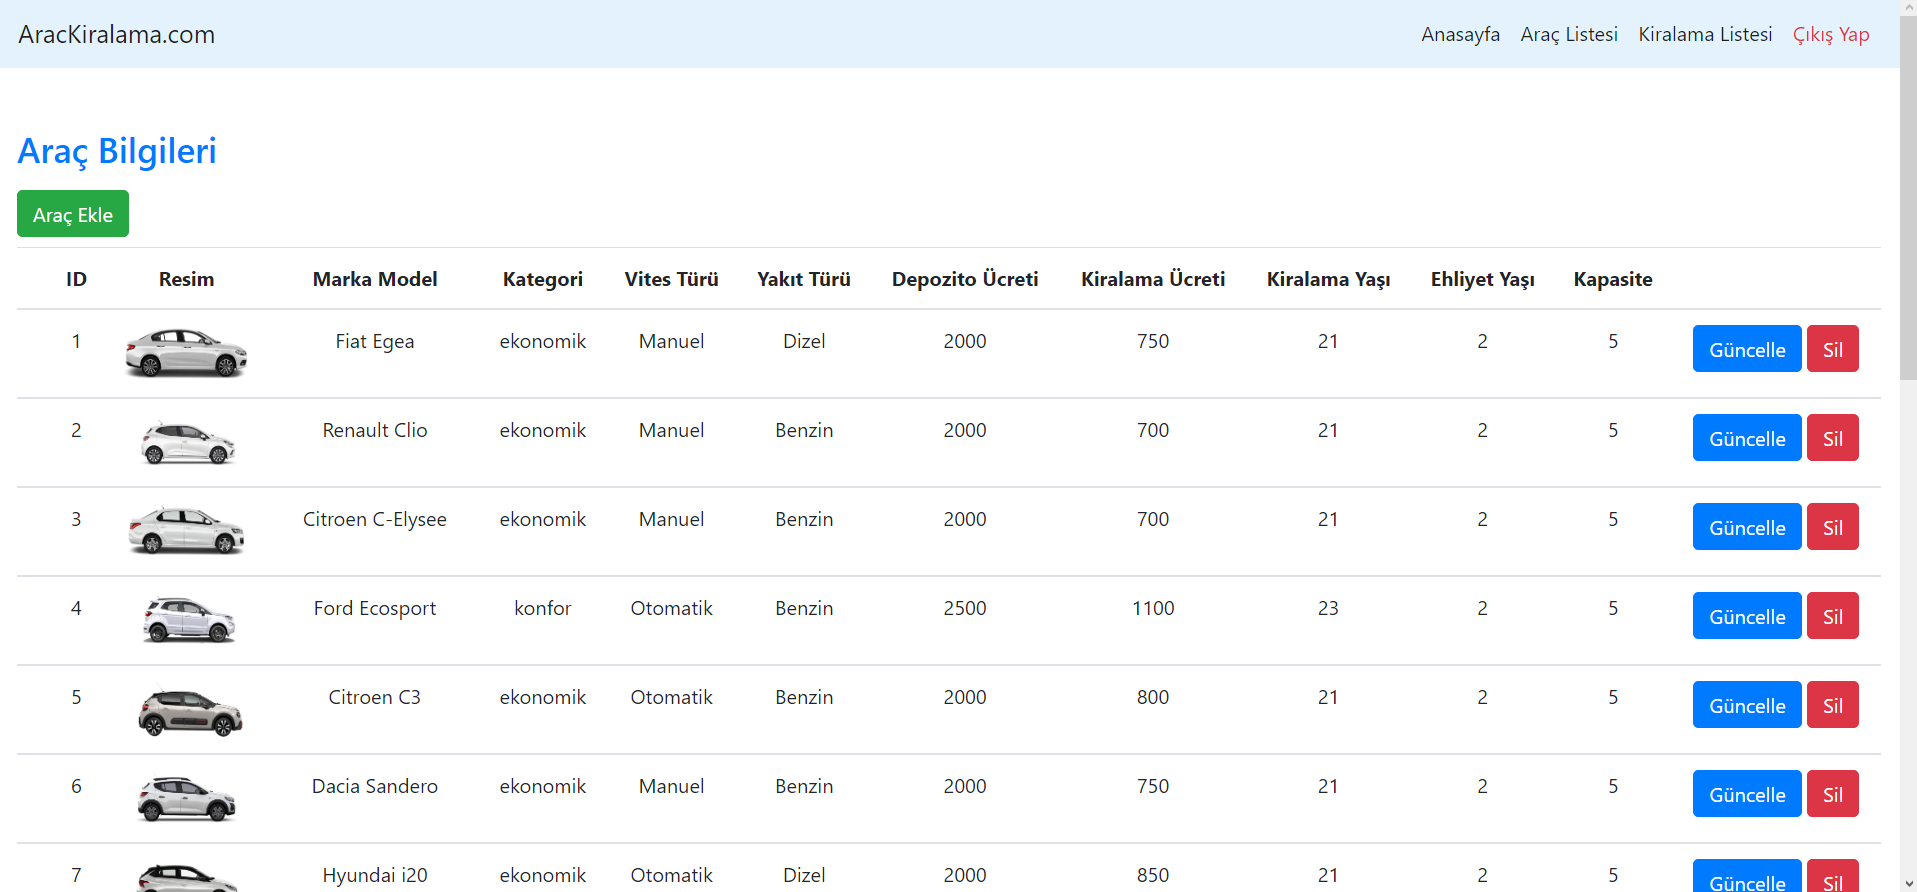 AracKiralama.com Anasayfa Araç Listesi Kiralama Listesi Çıkış Yap
Araç Bilgileri
Araç Ekle
ID Resim Marka Model Kategori Vites Türü Yakıt Türü Depozito Ücreti Kiralama Ücreti Kiralama Yaşı Ehliyet Yaşı Kapasite
1 Fiat Egea ekonomik Manuel Dizel 2000 750 21 2 5 Güncelle Sil
2 Renault Clio ekonomik Manuel Benzin 2000 700 21 2 5 Güncelle Sil
3 Citroen C-Elysee ekonomik Manuel Benzin 2000 700 21 2 5 Güncelle Sil
4 Ford Ecosport konfor Otomatik Benzin 2500 1100 23 2 5 Güncelle Sil
5 Citroen C3 ekonomik Otomatik Benzin 2000 800 21 2 5 Güncelle Sil
6 Dacia Sandero ekonomik Manuel Benzin 2000 750 21 2 5 Güncelle Sil
7 Hyundai i20 ekonomik Otomatik Dizel 2000 850 21 2 5 Güncelle Sil